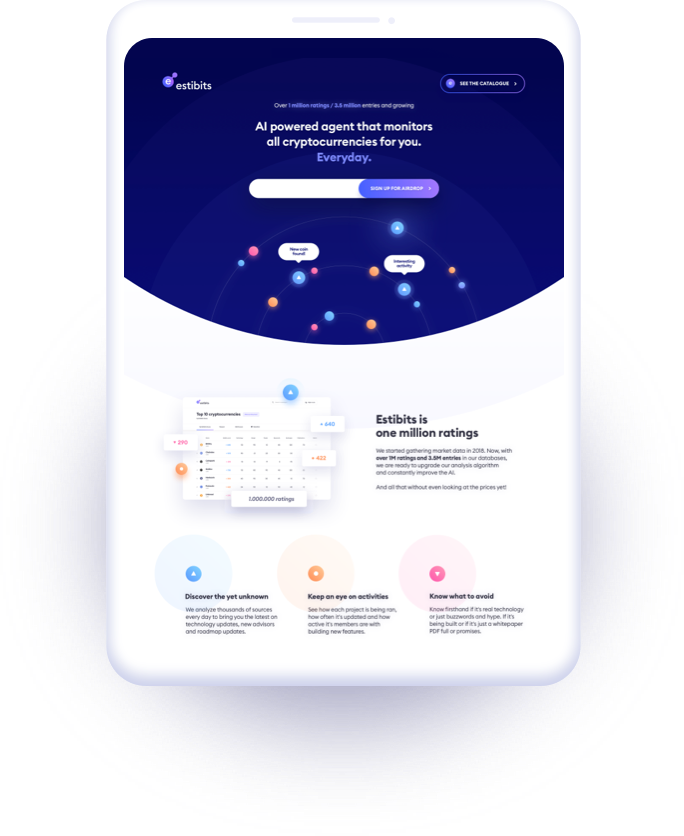 e estibits
SEE THE CATALOGUE
Over 1 million ratings / 3.5 million entries and growing
AI powered agent that monitors
all cryptocurrencies for you.
Everyday.
SIGN UP FOR AIRDROP
New coin
found!
Interesting
activity
estibits
Top 10 cryptocurrencies
+ 643
+ 290
+ 433
1.000.000 ratings
Estibits is
one million ratings
We started gathering market data in 2018. Now, with
over 1M ratings and 3.5M entries in our databases,
we are ready to upgrade our analysis algorithm
and constantly improve the AI.
And all that without even looking at the prices yet!
Discover the yet unknown
We analyze thousands of sources
every day to bring you the latest on
technology updates, new advisors
and roadmap updates.
Keep an eye on activities
See how each project is being ran,
how often it's updated and how
active it's members are with
building new features.
Know what to avoid
Know firsthand if it's real technology
or just buzzwords and hype. If it's
being built or if it's just a whitepaper
PDF full or promises.